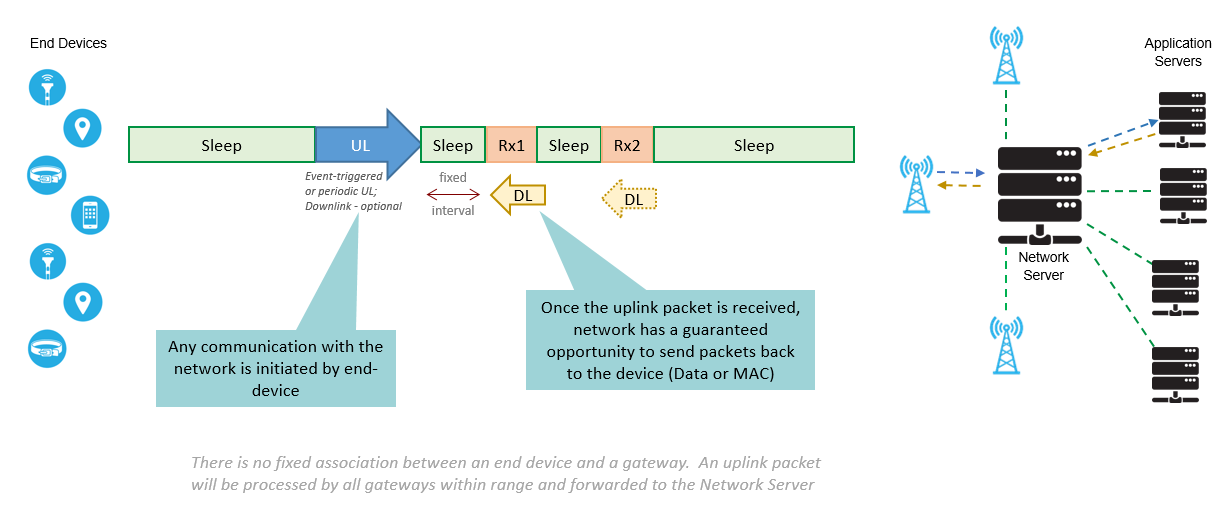 End Devices
Application
Servers
Sleep
UL
Sleep
Rx1
Sleep
Rx2
Sleep
Event-triggered
or periodic UL;
Downlink - optional
fixed
interval
DL
DL
Network
Server
Any communication with the
network is initiated by end-
device
Once the uplink packet is received,
network has a guaranteed
opportunity to send packets back
to the device (Data or MAC)
There is no fixed association between an end device and a gateway. An uplink packet
will be processed by all gateways within range and forwarded to the Network Server